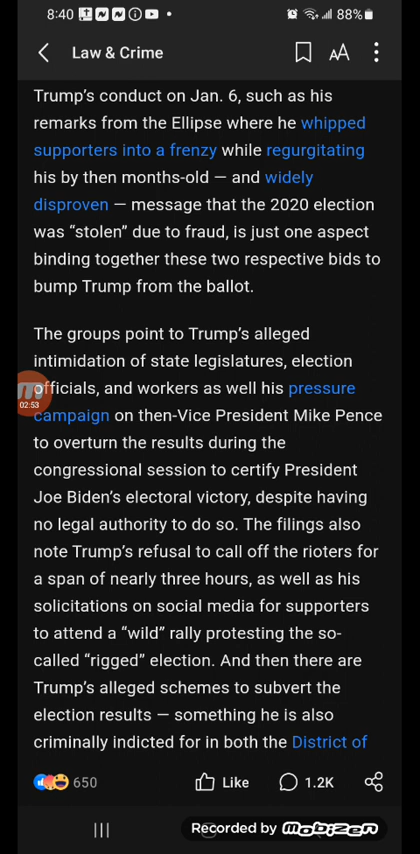 8:40
88%
Law & Crime
AA
Trump's conduct on Jan. 6, such as his
remarks from the Ellipse where he whipped
supporters into a frenzy while regurgitating
his by then months-old — and widely
disproven — message that the 2020 election
was “stolen” due to fraud, is just one aspect
binding together these two respective bids to
bump Trump from the ballot.
The groups point to Trump's alleged
intimidation of state legislatures, election
officials, and workers as well his pressure
02:53
campaign on then-Vice President Mike Pence
to overturn the results during the
congressional session to certify President
Joe Biden's electoral victory, despite having
no legal authority to do so. The filings also
note Trump's refusal to call off the rioters for
a span of nearly three hours, as well as his
solicitations on social media for supporters
to attend a “wild” rally protesting the so-
called “rigged” election. And then there are
Trump's alleged schemes to subvert the
election results — something he is also
criminally indicted for in both the District of
650
Like
1.2K
Recorded by mobizen